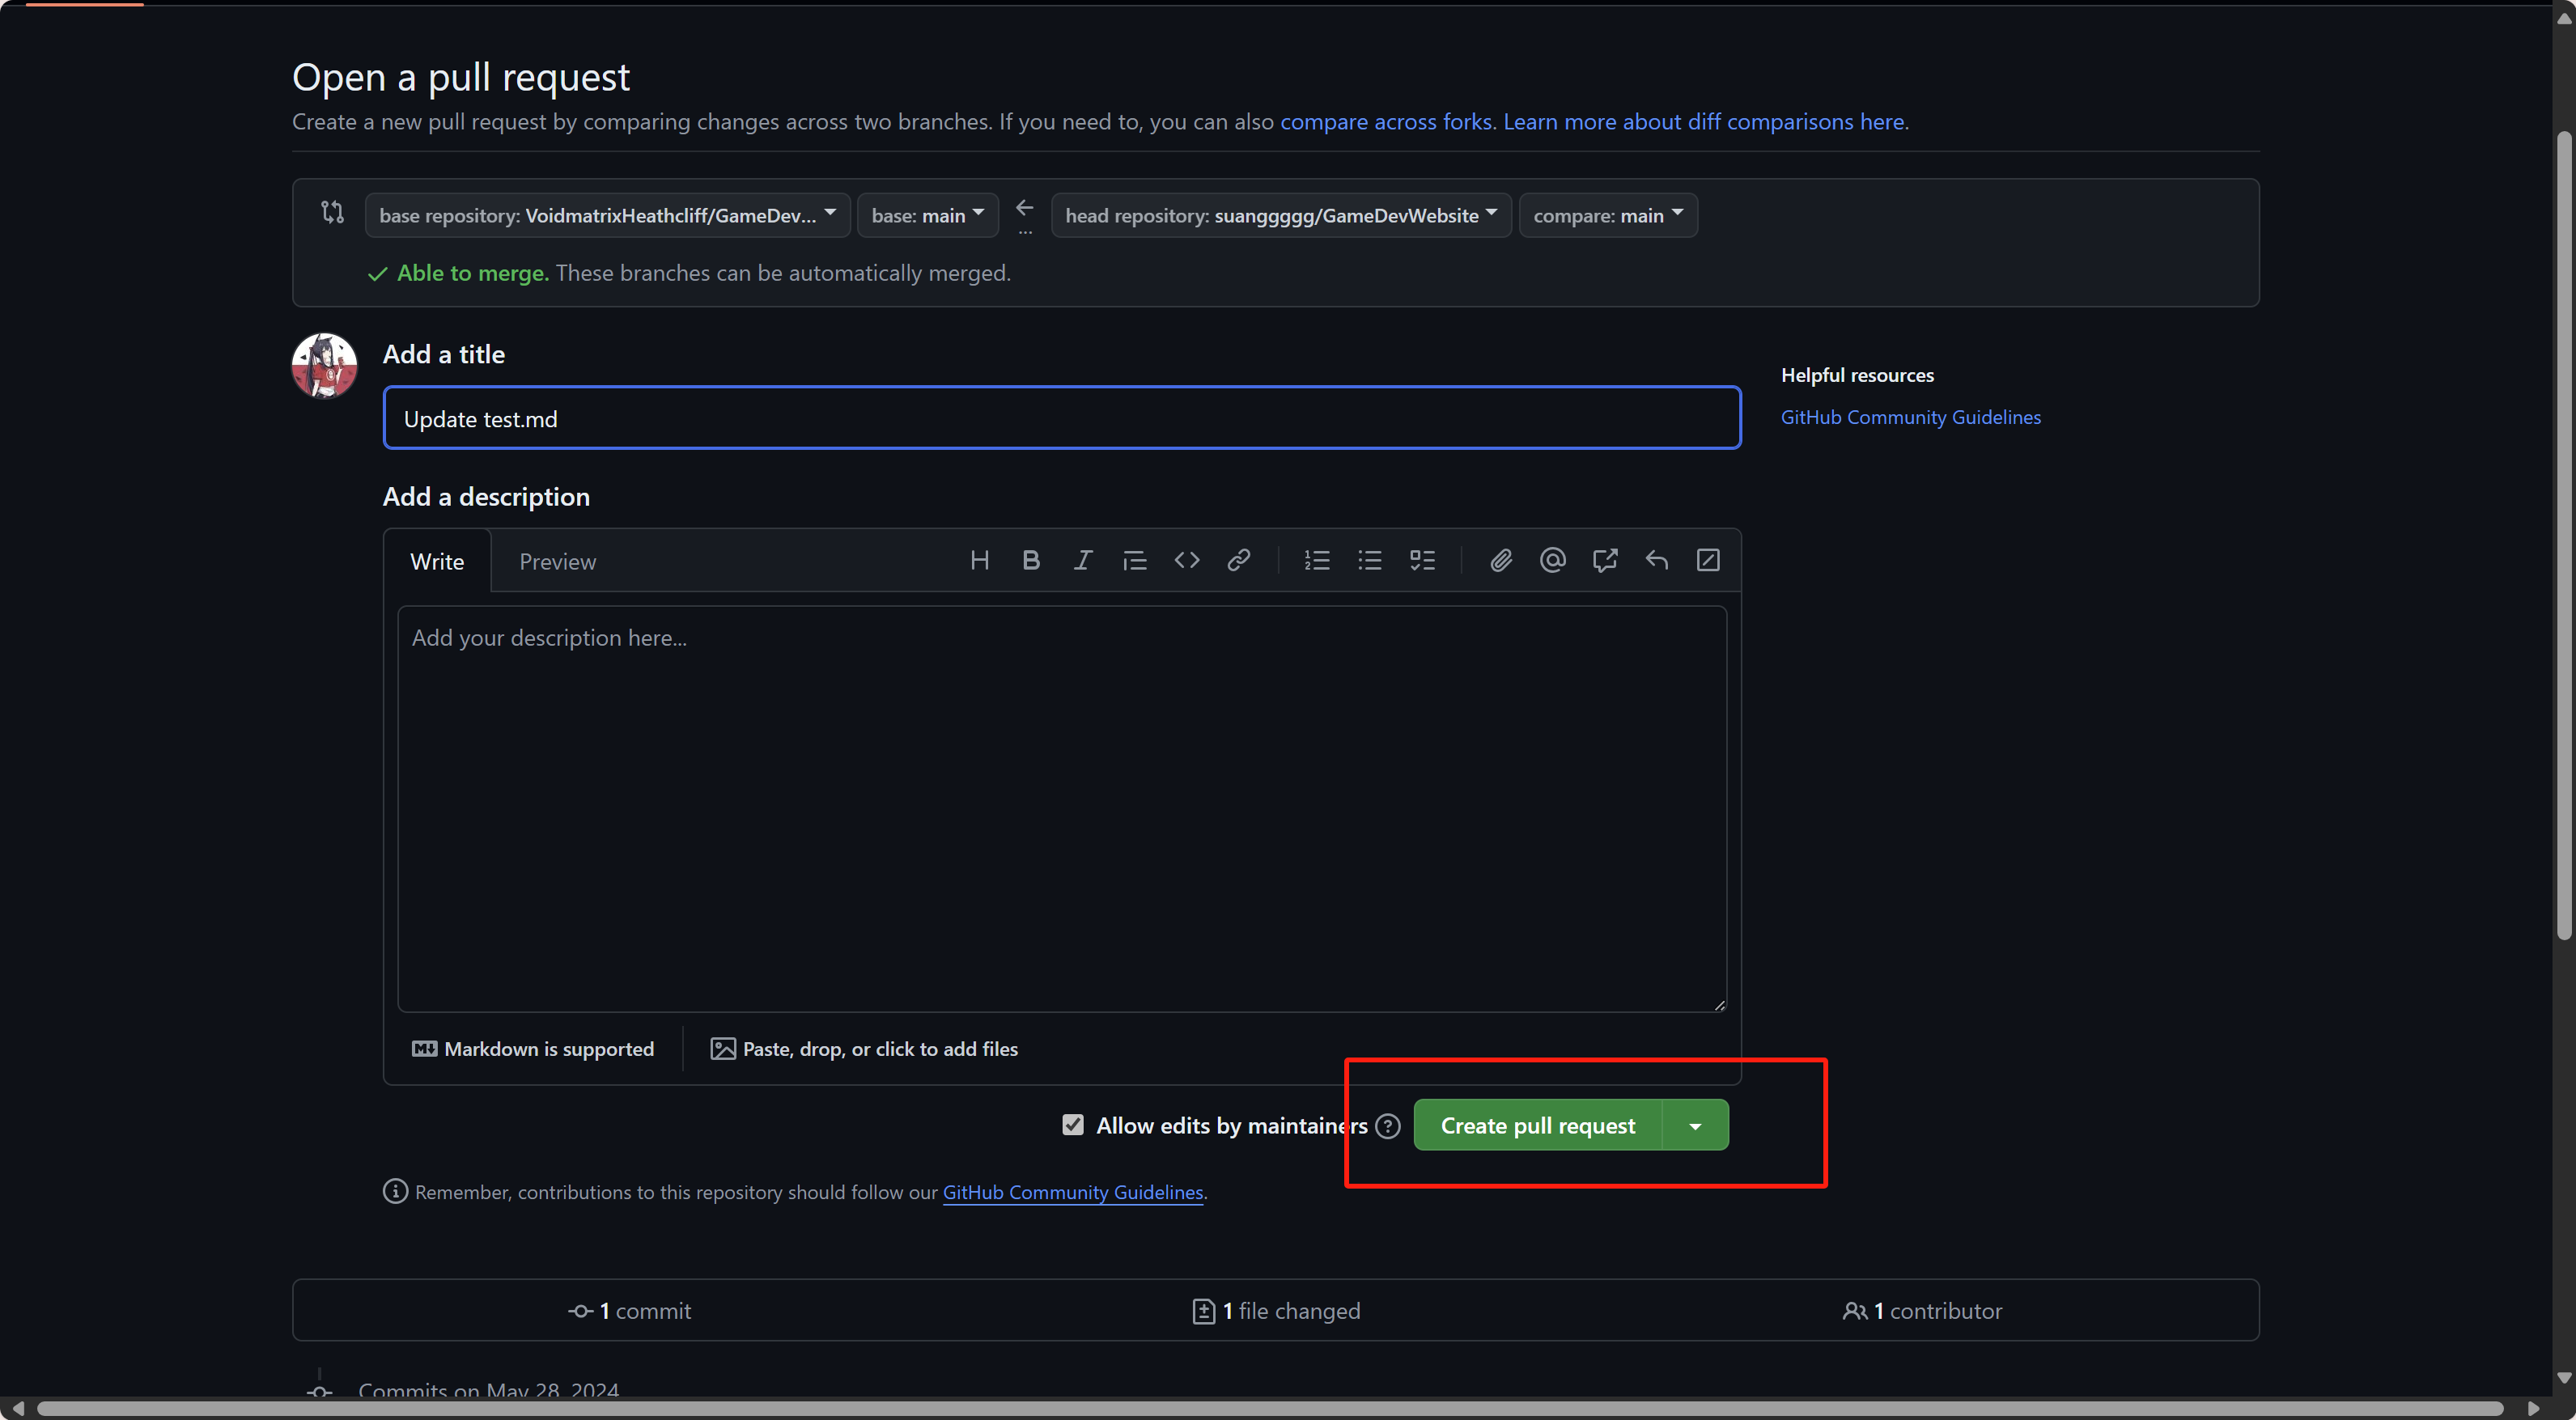 Open a pull request
Create a new pull request by comparing changes across two branches. If you need to, you can also compare across forks. Learn more about diff comparisons here.
base repository: VoidmatrixHeathcliff/GameDev... base: main ← ... head repository: suanggggg/GameDevWebsite compare: main
Able to merge. These branches can be automatically merged.
Add a title
Helpful resources
Update test.md
GitHub Community Guidelines
Add a description
Write Preview
Add your description here...
Markdown is supported Paste, drop, or click to add files
Allow edits by maintainers Create pull request
Remember, contributions to this repository should follow our GitHub Community Guidelines.
1 commit 1 file changed 1 contributor
Commits on May 28, 2024